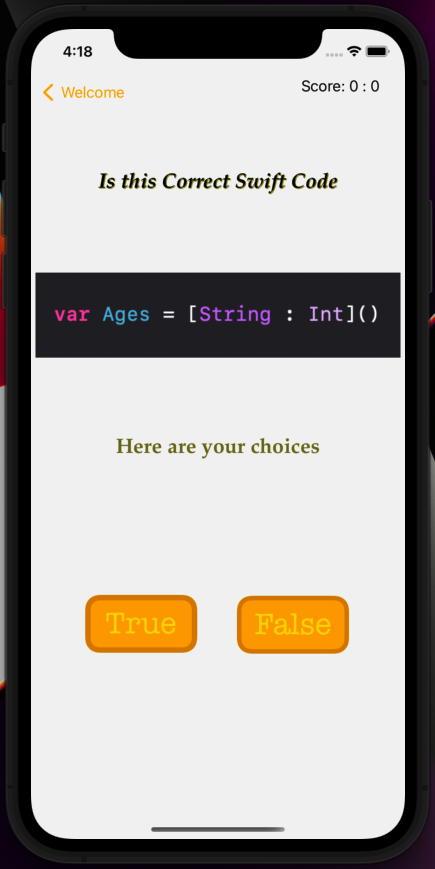 4:18
Welcome
Score: 0 : 0
Is this Correct Swift Code
var Ages = [String : Int]()
Here are your choices
True
False